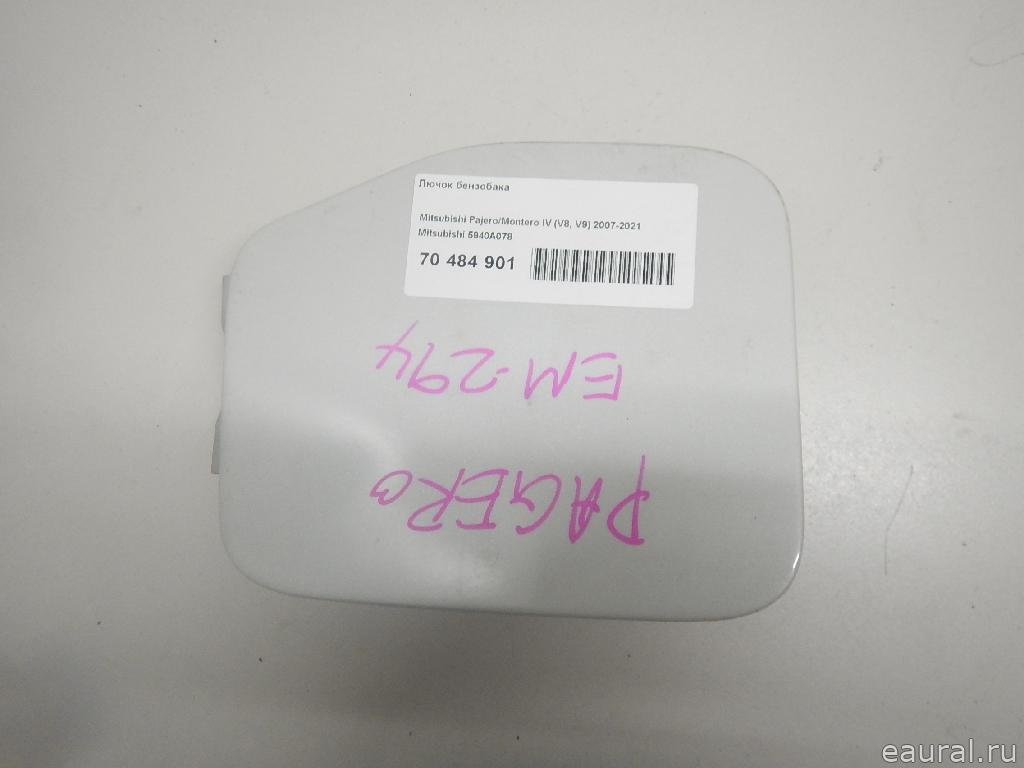 Лючок бензобака
Mitsubishi Pajero/Montero IV (V8, V9) 2007-2021
Mitsubishi 5940A078
70 484 901
EM-294
PAGERO
eaural.ru